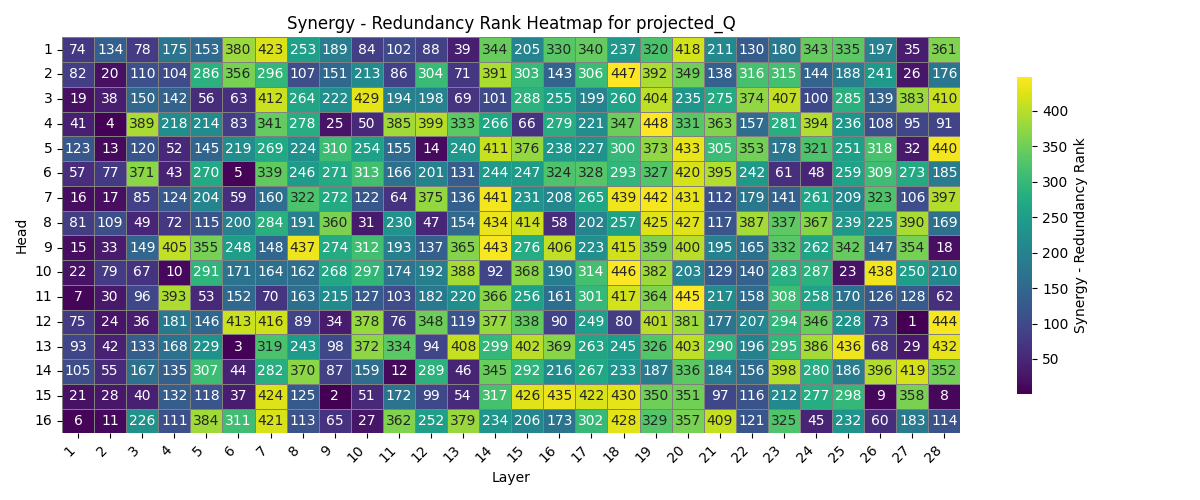 Synergy - Redundancy Rank Heatmap for projected_Q
1 74 134 78 175 153 380 423 253 189 84 102 88 39 344 205 330 340 237 320 418 211 130 180 343 335 197 35 361
2 82 20 110 104 286 356 296 107 151 213 86 304 71 391 303 143 306 447 392 349 138 316 315 144 188 241 26 176
3 19 38 150 142 56 63 412 264 222 429 194 198 69 101 288 255 199 260 404 235 275 374 407 100 285 139 383 410
4 41 4 389 218 214 83 341 278 25 50 385 399 333 266 66 279 221 347 448 331 363 157 281 394 236 108 95 91
5 123 13 120 52 145 219 269 224 310 254 155 14 240 411 376 238 227 300 373 433 305 353 178 321 251 318 32 440
6 57 77 371 43 270 5 339 246 271 313 166 201 131 244 247 324 328 293 327 420 395 242 61 48 259 309 273 185
7 16 17 85 124 204 59 160 322 272 122 64 375 136 441 231 208 265 439 442 431 112 179 141 261 209 323 106 397
8 81 109 49 72 115 200 284 191 360 31 230 47 154 434 414 58 202 257 425 427 117 387 337 367 239 225 390 169
9 15 33 149 405 355 248 148 437 274 312 193 137 365 443 276 406 223 415 359 400 195 165 332 262 342 147 354 18
10 22 79 67 10 291 171 164 162 268 297 174 192 388 92 368 190 314 446 382 203 129 140 283 287 23 438 250 210
11 7 30 96 393 53 152 70 163 215 127 103 182 220 366 256 161 301 417 364 445 217 158 308 258 170 126 128 62
12 75 24 36 181 146 413 416 89 34 378 76 348 119 377 338 90 249 80 401 381 177 207 294 346 228 73 1 444
13 93 42 133 168 229 3 319 243 98 372 334 94 408 299 402 369 263 245 326 403 290 196 295 386 436 68 29 432
14 105 55 167 135 307 44 282 370 87 159 12 289 46 345 292 216 267 233 187 336 184 156 398 280 186 396 419 352
15 21 28 40 132 118 37 424 125 2 51 172 99 54 317 426 435 422 430 350 351 97 116 212 277 298 9 358 8
16 6 11 226 111 384 311 421 113 65 27 362 252 379 234 206 173 302 428 329 357 409 121 325 45 232 60 183 114
1 2 3 4 5 6 7 8 9 10 11 12 13 14 15 16 17 18 19 20 21 22 23 24 25 26 27 28
Layer
Head
400
350
300
250
200
150
100
50
Synergy - Redundancy Rank